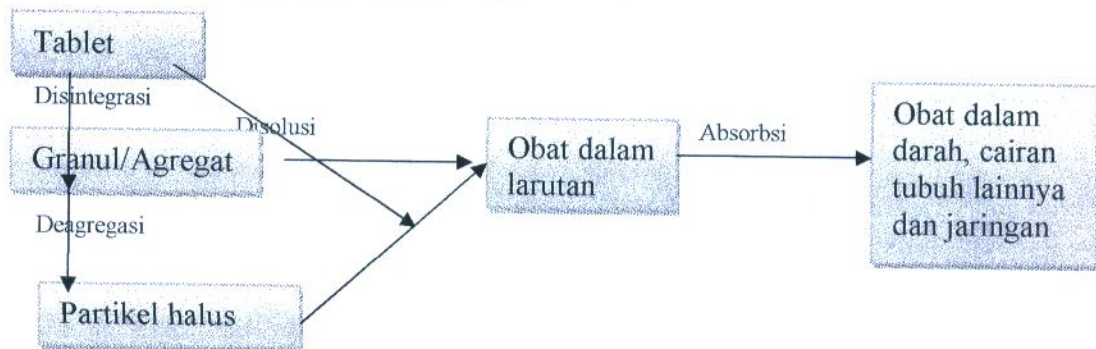 Tablet
Disintegrasi
Disolusi
Granul/Agregat
Deagregasi
Partikel halus
Obat dalam
larutan
Absorbsi
Obat dalam
darah, cairan
tubuh lainnya
dan jaringan